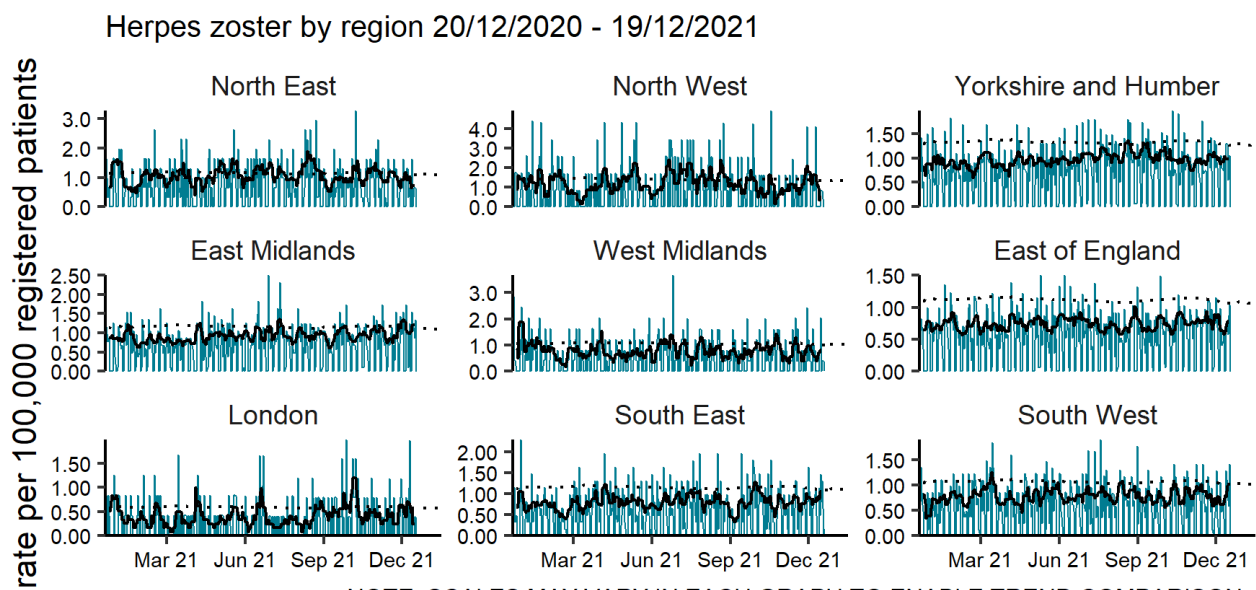 Herpes zoster by region 20/12/2020 - 19/12/2021
rate per 100,000 registered patients
North East
3.0
2.0
1.0
0.0
North West
4.0
3.0
2.0
1.0
0.0
Yorkshire and Humber
1.50
1.00
0.50
0.00
East Midlands
2.50
2.00
1.50
1.00
0.50
0.00
West Midlands
3.0
2.0
1.0
0.0
East of England
1.50
1.00
0.50
0.00
London
1.50
1.00
0.50
0.00
South East
2.00
1.50
1.00
0.50
0.00
South West
1.50
1.00
0.50
0.00
Mar 21 Jun 21 Sep 21 Dec 21
Mar 21 Jun 21 Sep 21 Dec 21
Mar 21 Jun 21 Sep 21 Dec 21